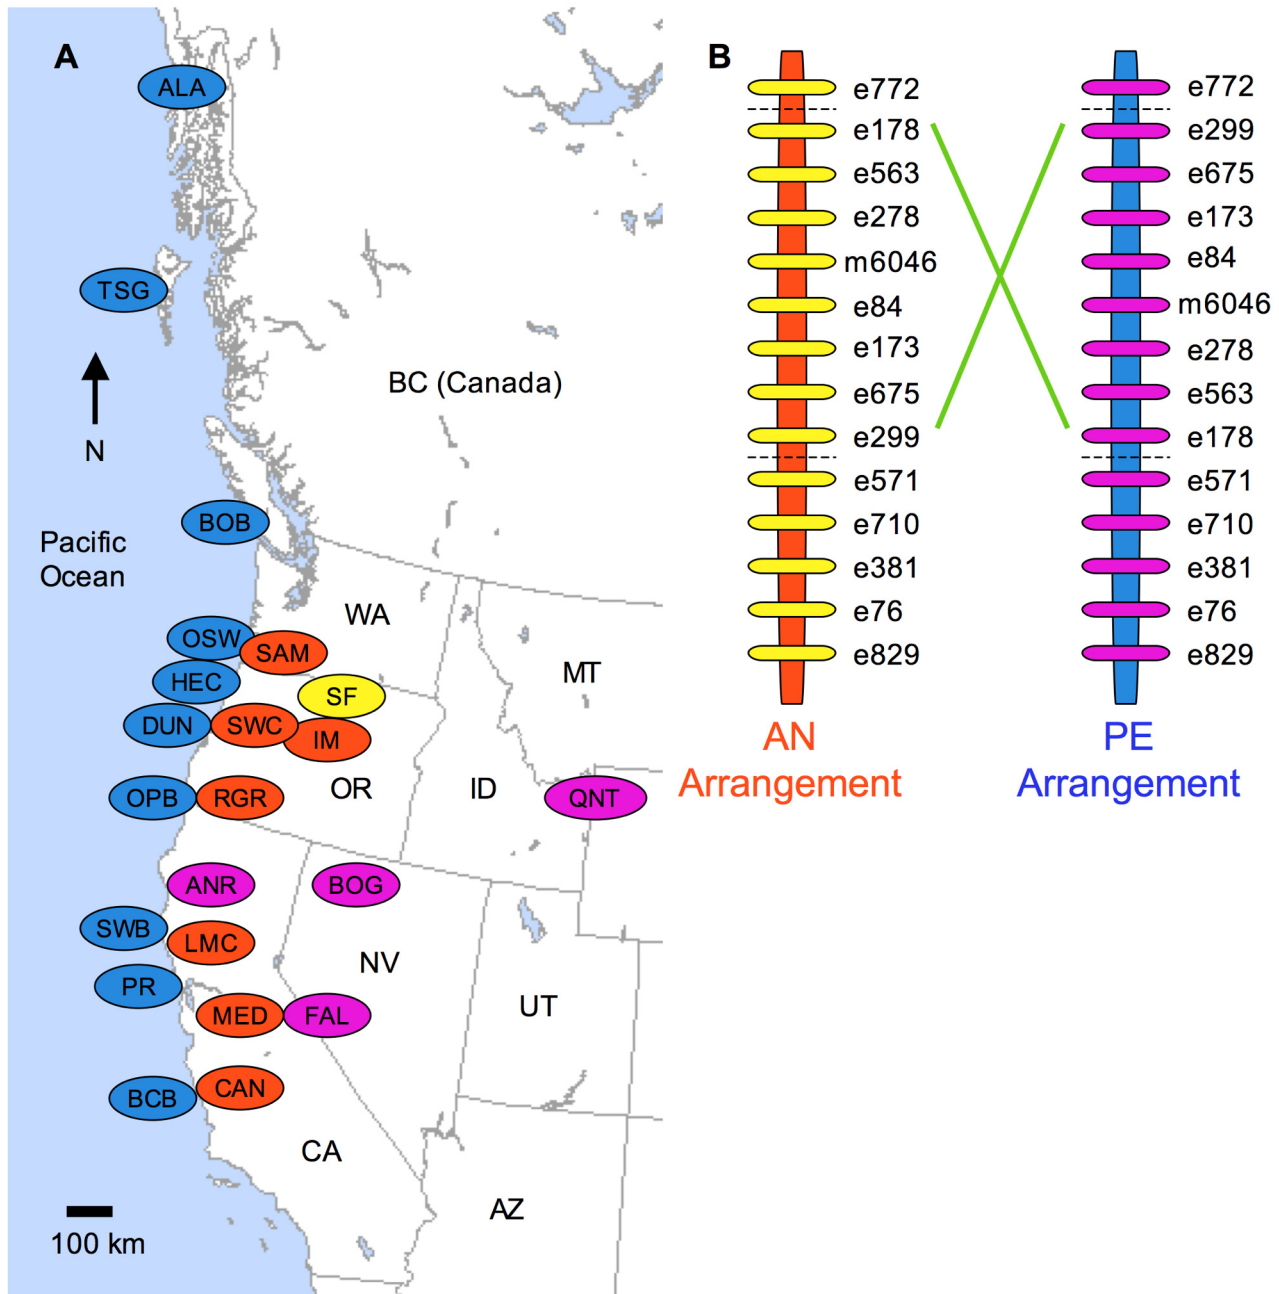 A
ALA
TSG
N
BC (Canada)
BOB
Pacific
Ocean
WA
OSW
SAM
HEC
SF
MT
DUN
SWC
IM
OPB
RGR
OR
ID
QNT
ANR
BOG
SWB
LMC
NV
PR
MED
FAL
UT
BCB
CAN
CA
AZ
100 km
B
e772
e178
e563
e278
m6046
e84
e173
e675
e299
e571
e710
e381
e76
e829
AN
Arrangement
e772
e299
e675
e173
e84
m6046
e278
e563
e178
e571
e710
e381
e76
e829
PE
Arrangement